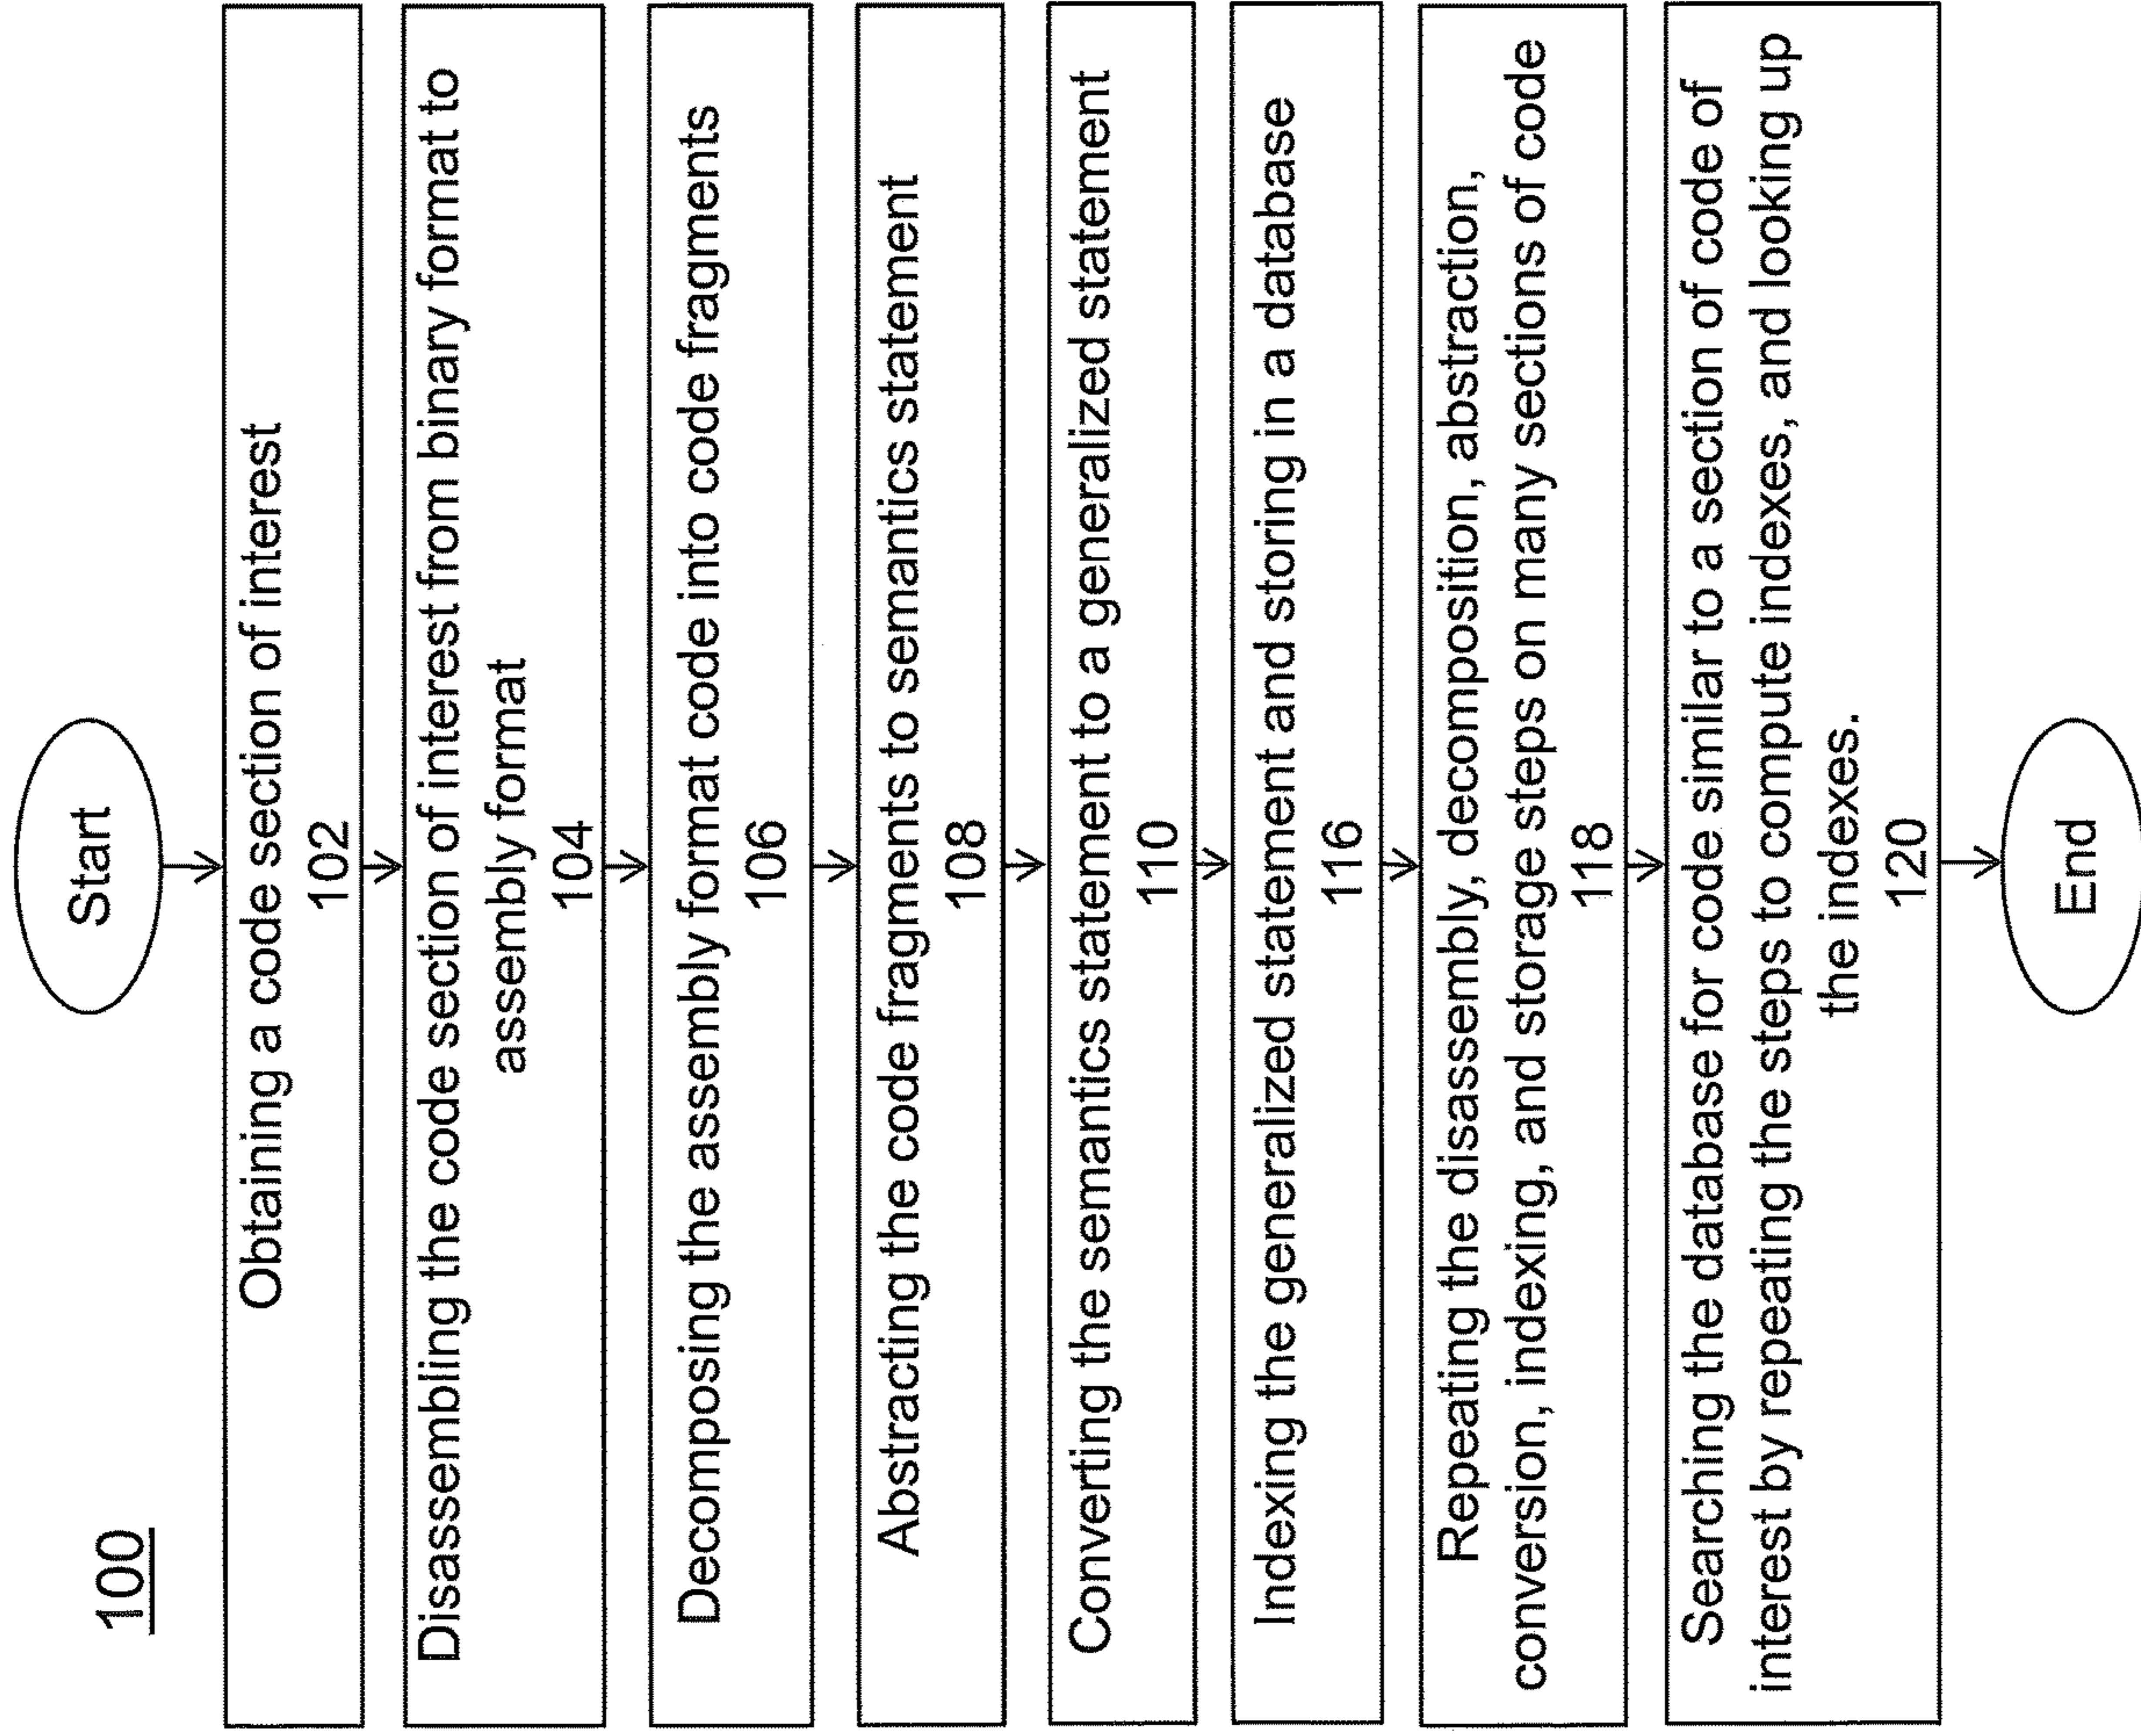 100
Start
Obtaining a code section of interest
102
Disassembling the code section of interest from binary format to
assembly format
104
Decomposing the assembly format code into code fragments
106
Abstracting the code fragments to semantics statement
108
Converting the semantics statement to a generalized statement
110
Indexing the generalized statement and storing in a database
116
Repeating the disassembly, decomposition, abstraction,
conversion, indexing, and storage steps on many sections of code
118
Searching the database for code similar to a section of code of
interest by repeating the steps to compute indexes, and looking up
the indexes.
120
End